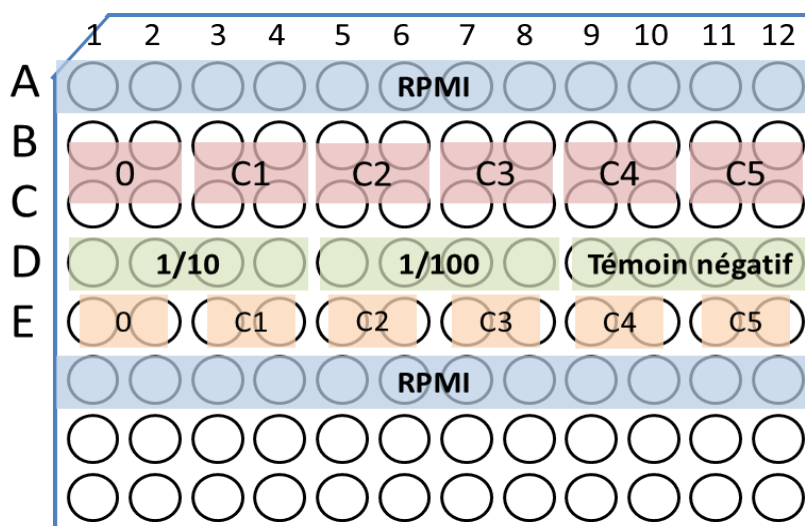 1 2 3 4 5 6 7 8 9 10 11 12
A RPMI
B
0 C1 C2 C3 C4 C5
C
D 1/10 1/100 Témoin négatif
E 0 C1 C2 C3 C4 C5
RPMI